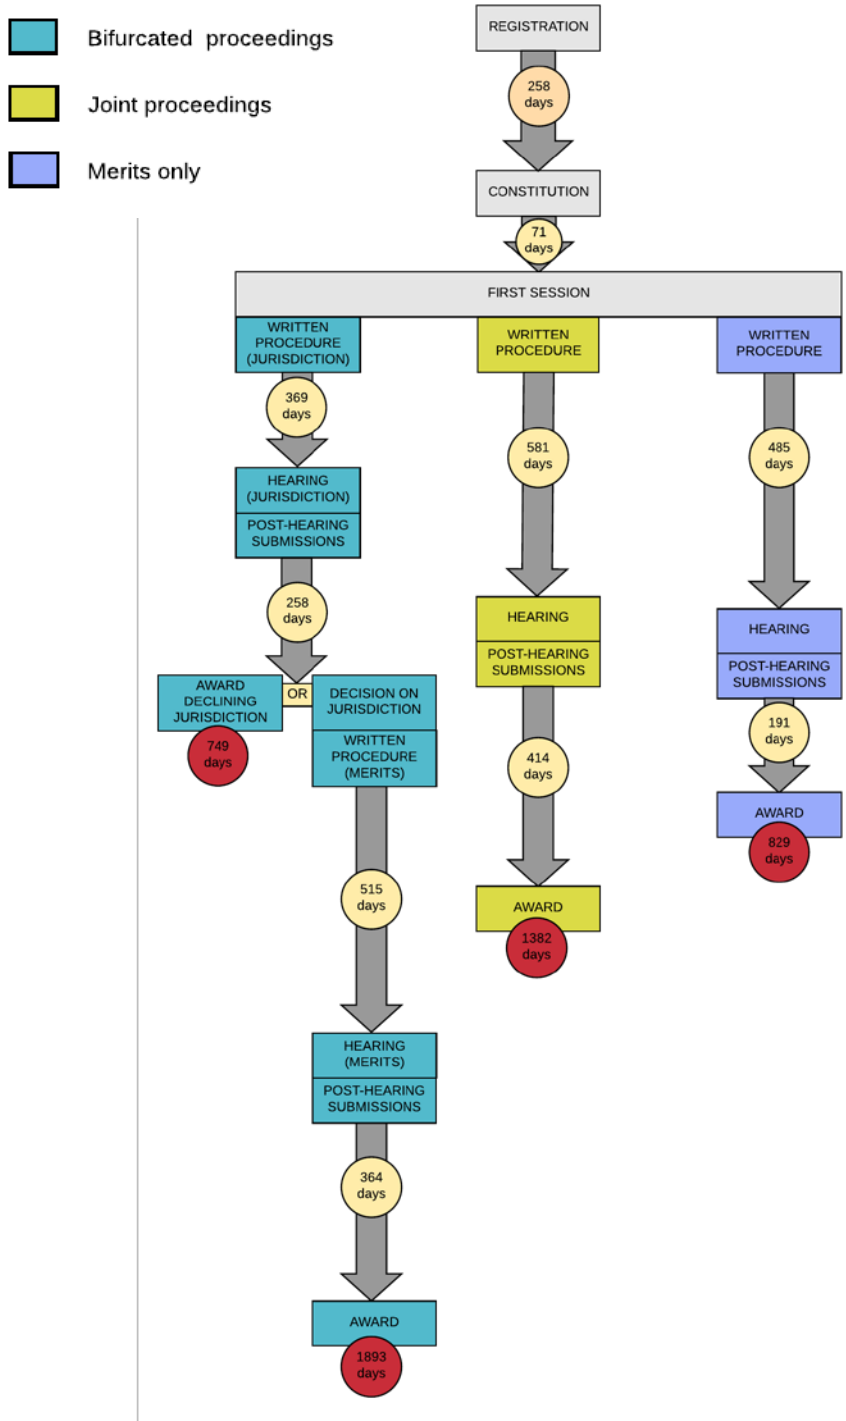 Bifurcated proceedings
Joint proceedings
Merits only
REGISTRATION
258
days
CONSTITUTION
71
days
FIRST SESSION
WRITTEN
PROCEDURE
(JURISDICTION)
369
days
HEARING
(JURISDICTION)
POST-HEARING
SUBMISSIONS
258
days
AWARD
DECLINING
JURISDICTION
749
days
OR
DECISION ON
JURISDICTION
WRITTEN
PROCEDURE
(MERITS)
515
days
HEARING
(MERITS)
POST-HEARING
SUBMISSIONS
364
days
AWARD
1893
days
WRITTEN
PROCEDURE
581
days
HEARING
POST-HEARING
SUBMISSIONS
414
days
AWARD
1382
days
WRITTEN
PROCEDURE
485
days
HEARING
POST-HEARING
SUBMISSIONS
191
days
AWARD
829
days